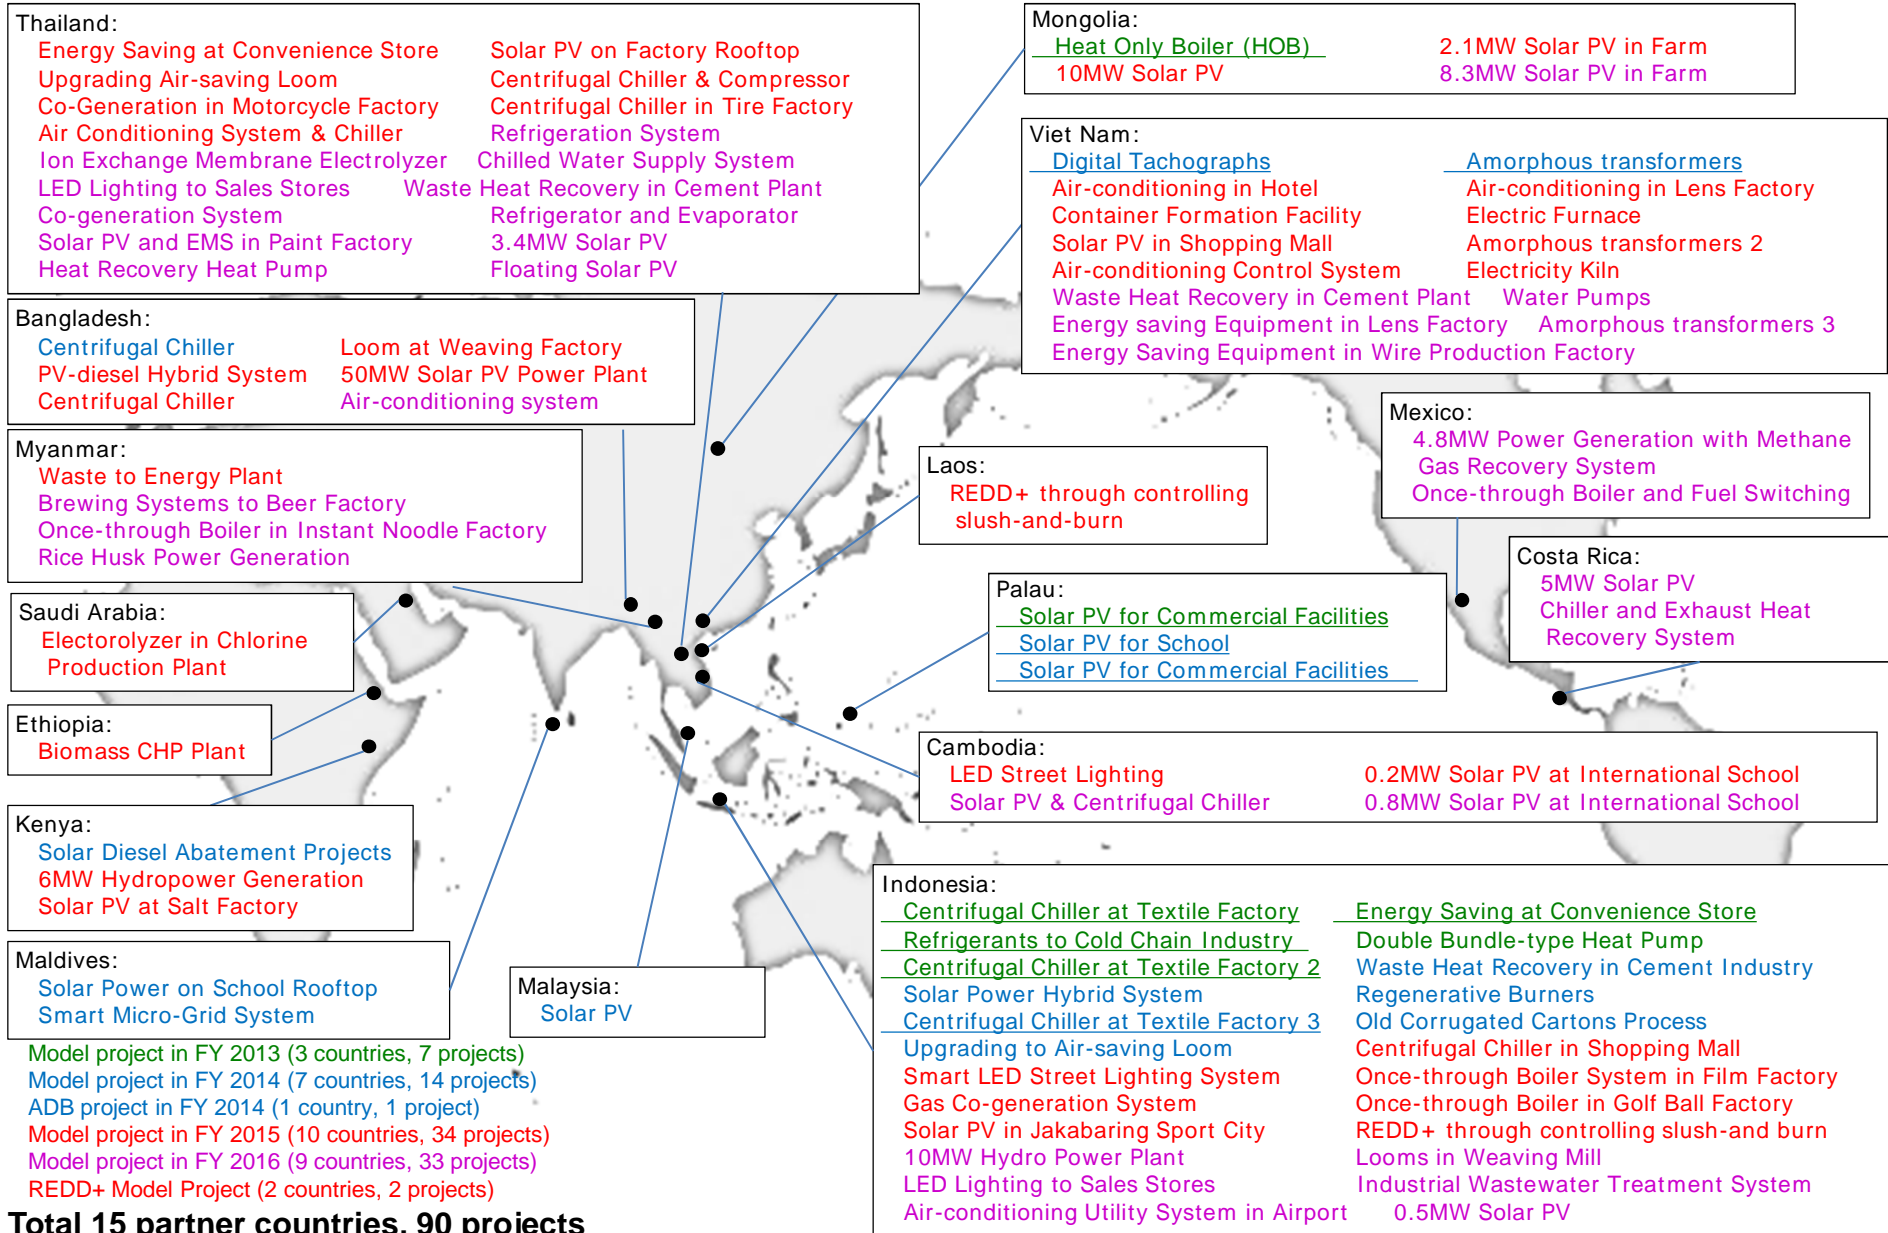 Thailand:
Energy Saving at Convenience Store Solar PV on Factory Rooftop
Upgrading Air-saving Loom Centrifugal Chiller & Compressor
Co-Generation in Motorcycle Factory Centrifugal Chiller in Tire Factory
Air Conditioning System & Chiller Refrigeration System
Ion Exchange Membrane Electrolyzer Chilled Water Supply System
LED Lighting to Sales Stores Waste Heat Recovery in Cement Plant
Co-generation System Refrigerator and Evaporator
Solar PV and EMS in Paint Factory 3.4MW Solar PV
Heat Recovery Heat Pump Floating Solar PV
Mongolia:
Heat Only Boiler (HOB) 2.1MW Solar PV in Farm
10MW Solar PV 8.3MW Solar PV in Farm
Viet Nam:
Digital Tachographs Amorphous transformers
Air-conditioning in Hotel Air-conditioning in Lens Factory
Container Formation Facility Electric Furnace
Solar PV in Shopping Mall Amorphous transformers 2
Air-conditioning Control System Electricity Kiln
Waste Heat Recovery in Cement Plant Water Pumps
Energy saving Equipment in Lens Factory Amorphous transformers 3
Energy Saving Equipment in Wire Production Factory
Bangladesh:
Centrifugal Chiller Loom at Weaving Factory
PV-diesel Hybrid System 50MW Solar PV Power Plant
Centrifugal Chiller Air-conditioning system
Mexico:
4.8MW Power Generation with Methane
Gas Recovery System
Once-through Boiler and Fuel Switching
Myanmar:
Waste to Energy Plant
Brewing Systems to Beer Factory
Once-through Boiler in Instant Noodle Factory
Rice Husk Power Generation
Laos:
REDD+ through controlling
slush-and-burn
Costa Rica:
5MW Solar PV
Chiller and Exhaust Heat
Recovery System
Palau:
Solar PV for Commercial Facilities
Solar PV for School
Solar PV for Commercial Facilities
Saudi Arabia:
Electorolyzer in Chlorine
Production Plant
Ethiopia:
Biomass CHP Plant
Cambodia:
LED Street Lighting 0.2MW Solar PV at International School
Solar PV & Centrifugal Chiller 0.8MW Solar PV at International School
Kenya:
Solar Diesel Abatement Projects
6MW Hydropower Generation
Solar PV at Salt Factory
Maldives:
Solar Power on School Rooftop
Smart Micro-Grid System
Malaysia:
Solar PV
Indonesia:
Centrifugal Chiller at Textile Factory Energy Saving at Convenience Store
Refrigerants to Cold Chain Industry Double Bundle-type Heat Pump
Centrifugal Chiller at Textile Factory 2 Waste Heat Recovery in Cement Industry
Solar Power Hybrid System Regenerative Burners
Centrifugal Chiller at Textile Factory 3 Old Corrugated Cartons Process
Upgrading to Air-saving Loom Centrifugal Chiller in Shopping Mall
Smart LED Street Lighting System Once-through Boiler System in Film Factory
Gas Co-generation System Once-through Boiler in Golf Ball Factory
Solar PV in Jakabaring Sport City REDD+ through controlling slush-and burn
10MW Hydro Power Plant Looms in Weaving Mill
LED Lighting to Sales Stores Industrial Wastewater Treatment System
Air-conditioning Utility System in Airport 0.5MW Solar PV
Model project in FY 2013 (3 countries, 7 projects)
Model project in FY 2014 (7 countries, 14 projects)
ADB project in FY 2014 (1 country, 1 project)
Model project in FY 2015 (10 countries, 34 projects)
Model project in FY 2016 (9 countries, 33 projects)
REDD+ Model Project (2 countries, 2 projects)
Total 15 partner countries, 90 projects